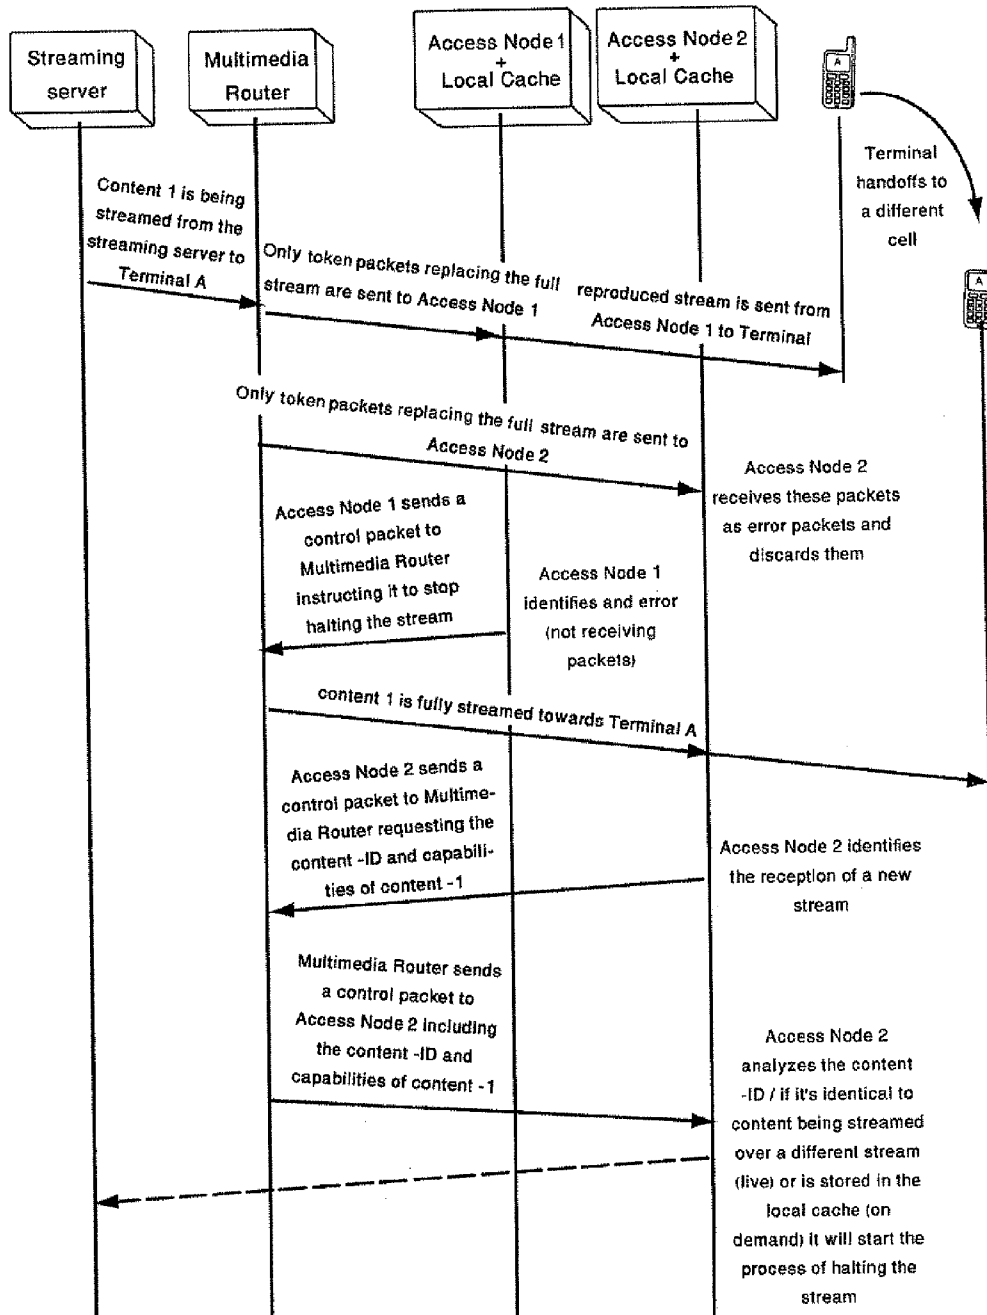 Streaming
server
Multimedia
Router
Access Node 1
+
Local Cache
Access Node 2
+
Local Cache
A
Terminal
handoffs to
a different
cell
A
Content 1 is being
streamed from the
streaming server to
Terminal A
Only token packets replacing the full
stream are sent to Access Node 1
reproduced stream is sent from
Access Node 1 to Terminal
Only token packets replacing the full stream are sent to
Access Node 2
Access Node 2
receives these packets
as error packets and
discards them
Access Node 1 sends a
control packet to
Multimedia Router
instructing it to stop
halting the stream
Access Node 1
identifies and error
(not receiving
packets)
content 1 is fully streamed towards Terminal A
Access Node 2 sends a
control packet to Multime-
dia Router requesting the
content -ID and capabili-
ties of content -1
Access Node 2 identifies
the reception of a new
stream
Multimedia Router sends
a control packet to
Access Node 2 including
the content -ID and
capabilities of content -1
Access Node 2
analyzes the content
-ID / if it's identical to
content being streamed
over a different stream
(live) or is stored in the
local cache (on
demand) it will start the
process of halting the
stream